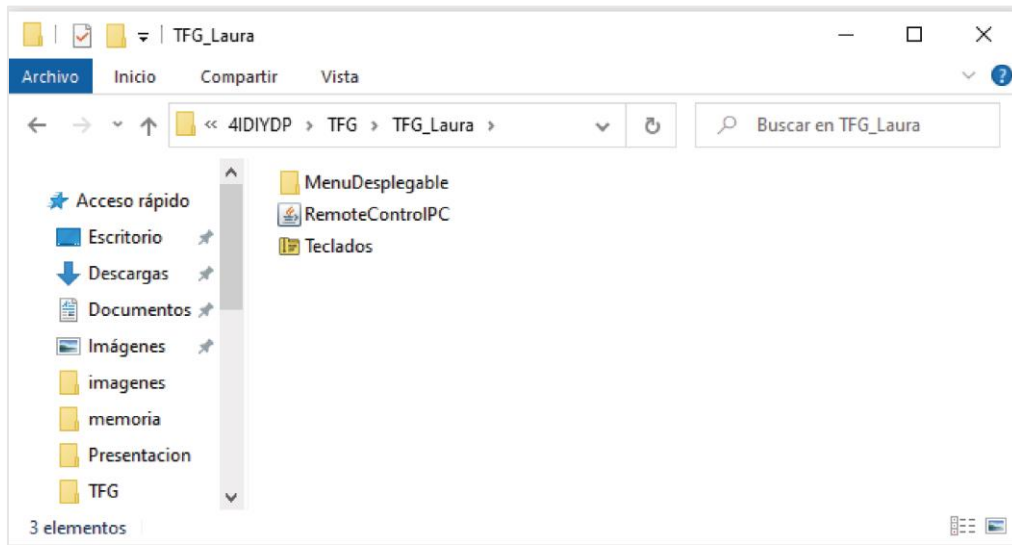 TFG_Laura
Archivo Inicio Compartir Vista
« 4IDIYDP > TFG > TFG_Laura > Buscar en TFG_Laura
Acceso rápido
Escritorio
Descargas
Documentos
Imágenes
imagenes
memoria
Presentacion
TFG
MenuDesplegable
RemoteControlPC
Teclados
3 elementos